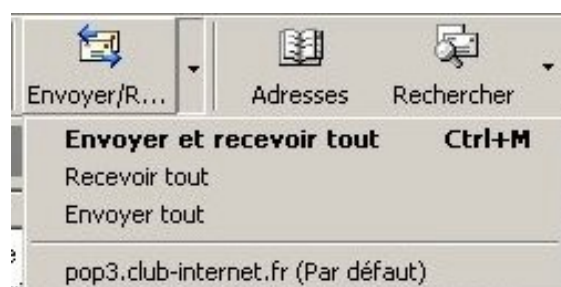 Envoyer/R... Adresses Rechercher
Envoyer et recevoir tout Ctrl+M
Recevoir tout
Envoyer tout
pop3.club-internet.fr (Par défaut)